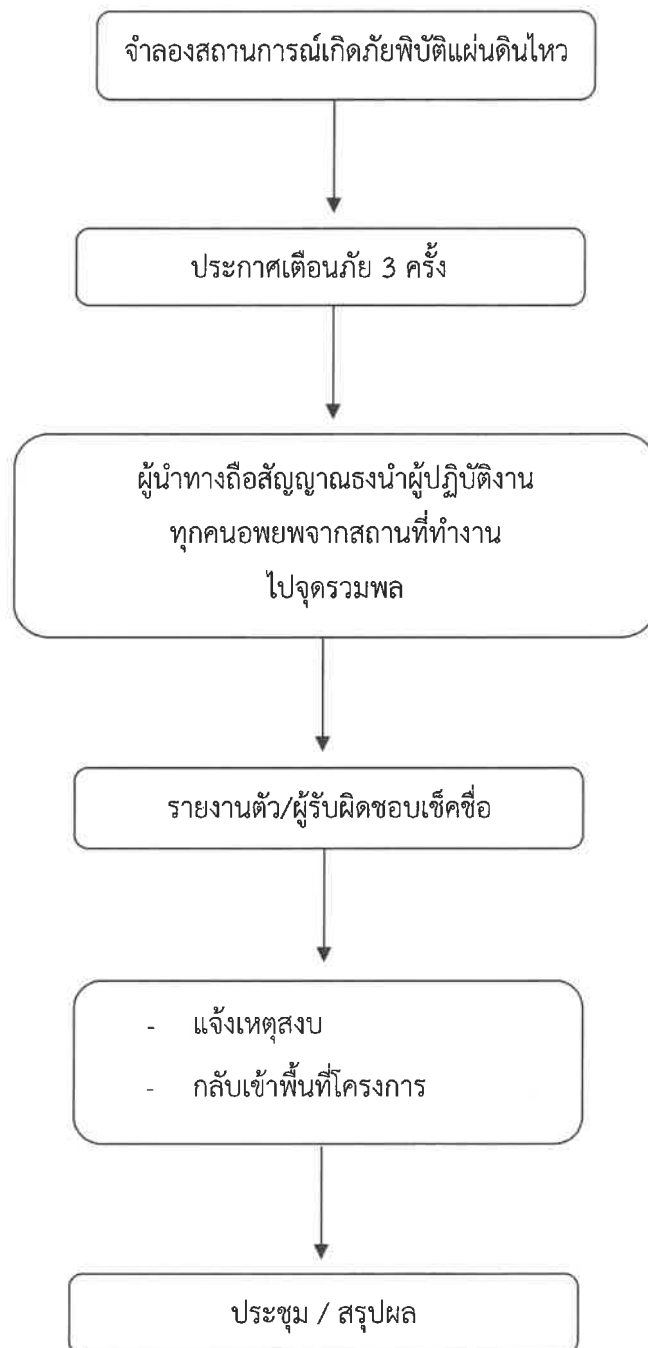 จำลองสถานการณ์เกิดภัยพิบัติแผ่นดินไหว
ประกาศเตือนภัย 3 ครั้ง
ผู้นำทางถือสัญญาณธงนำผู้ปฏิบัติงาน
ทุกคนอพยพจากสถานที่ทำงาน
ไปจุดรวมพล
รายงานตัว/ผู้รับผิดชอบเช็คชื่อ
- แจ้งเหตุสงบ
- กลับเข้าพื้นที่โครงการ
ประชุม / สรุปผล